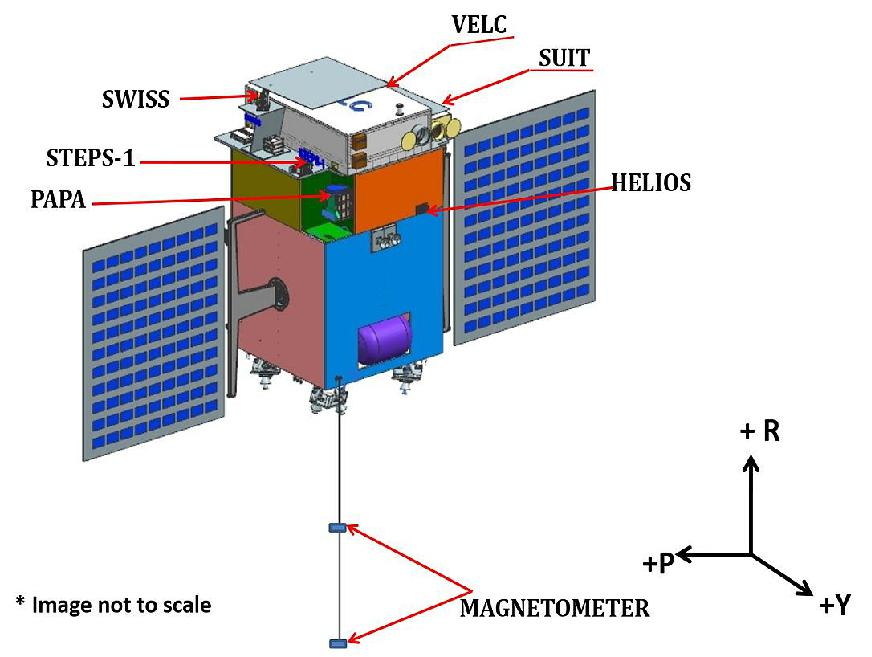 VELC
SUIT
SWISS
STEPS-1
PAPA
HELIOS
+ R
+P
+Y
* Image not to scale
MAGNETOMETER